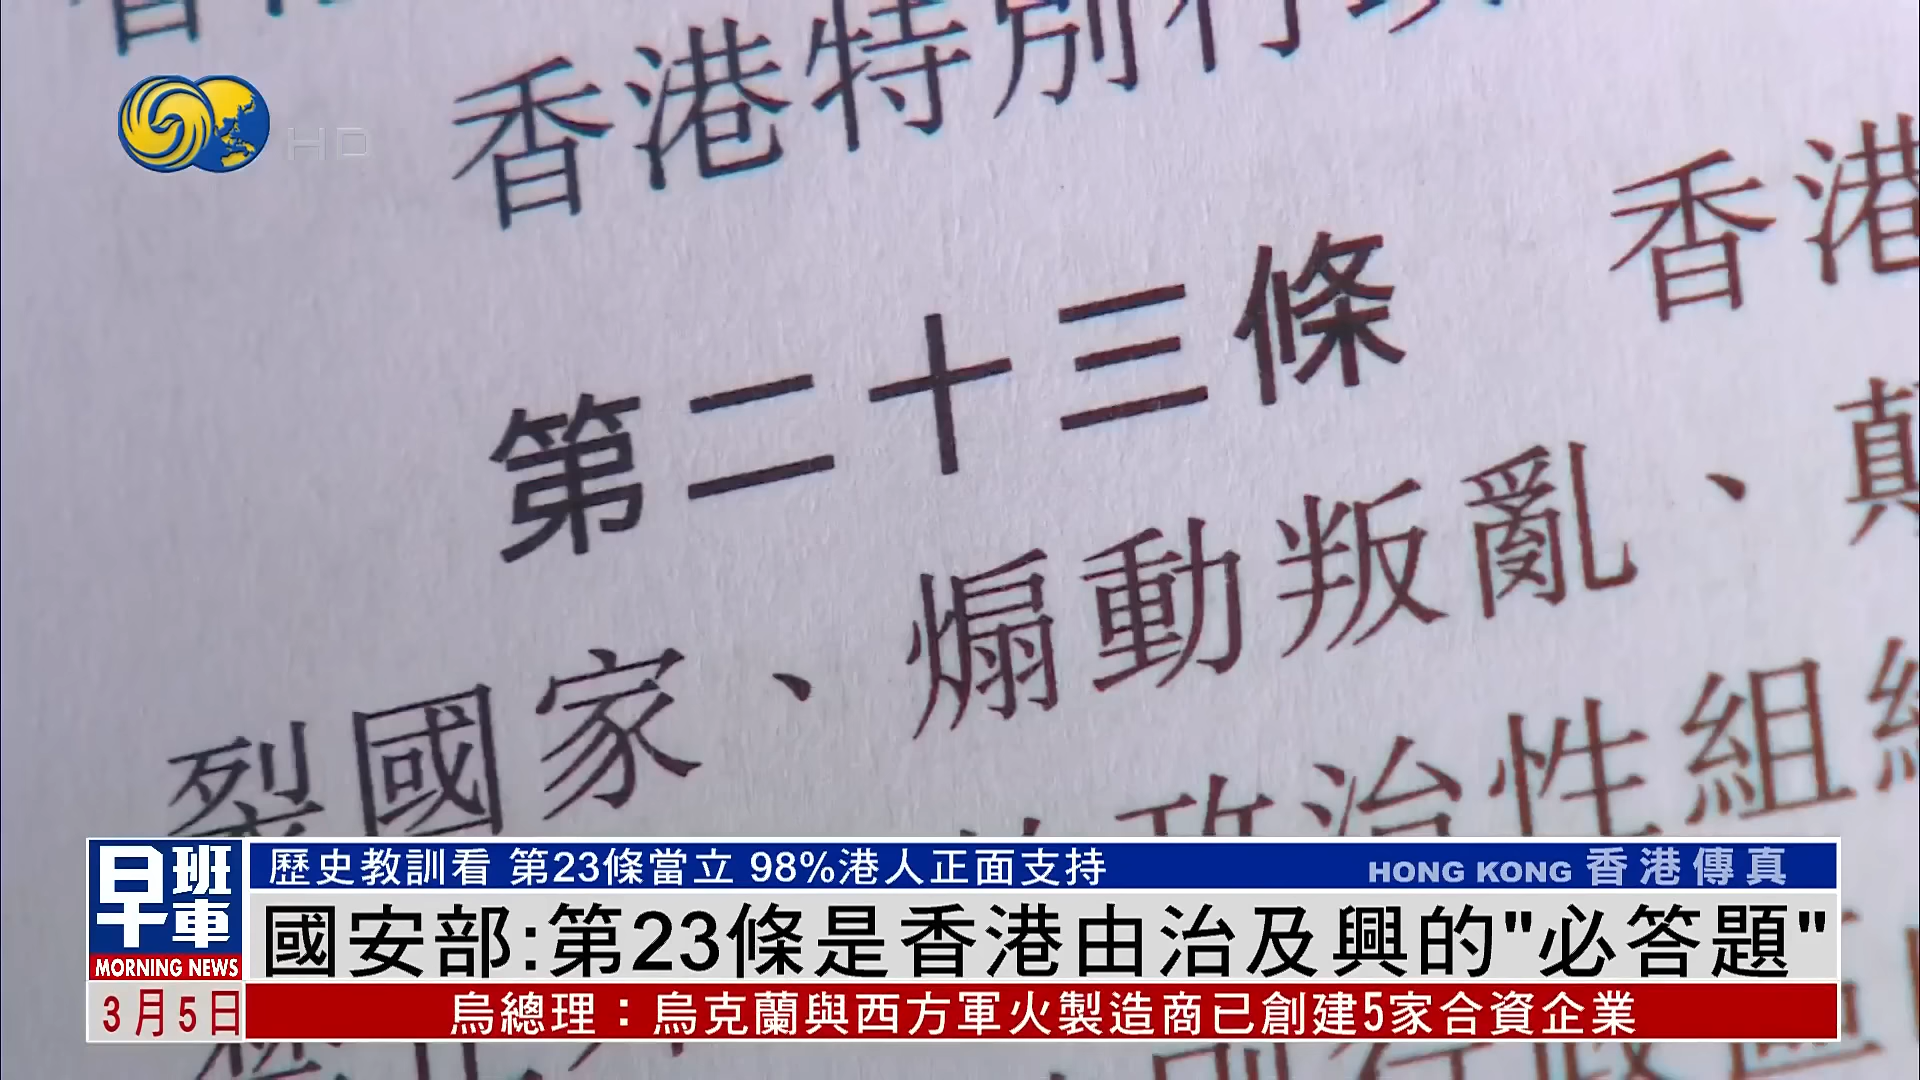 香港特別行政
HD
第二十三條 香港
裂國家、煽動叛亂、顛
政治性組織
早班車
歷史教訓看 第23條當立 98%港人正面支持
HONG KONG 香港傳真
國安部:第23條是香港由治及興的"必答題"
MORNING NEWS
3月5日
烏總理：烏克蘭與西方軍火製造商已創建5家合資企業